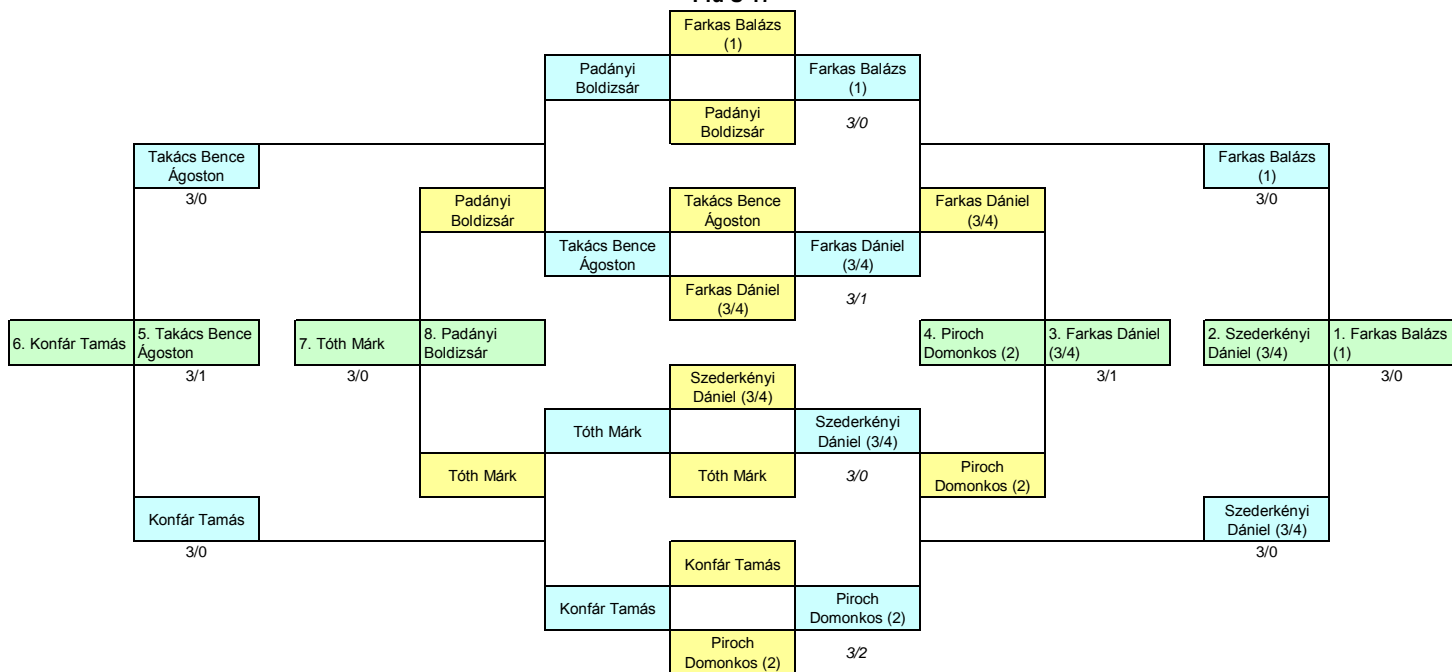 Farkas Balázs
(1)
Padányi
Boldizsár
Farkas Balázs
(1)
Padányi
Boldizsár
3/0
Takács Bence
Ágoston
3/0
Farkas Balázs
(1)
3/0
Padányi
Boldizsár
Takács Bence
Ágoston
Farkas Dániel
(3/4)
Takács Bence
Ágoston
Farkas Dániel
(3/4)
Farkas Dániel
(3/4)
3/1
6. Konfár Tamás
5. Takács Bence
Ágoston
3/1
7. Tóth Márk
3/0
8. Padányi
Boldizsár
4. Piroch
Domonkos (2)
3. Farkas Dániel
(3/4)
3/1
2. Szederkényi
Dániel (3/4)
1. Farkas Balázs
(1)
3/0
Szederkényi
Dániel (3/4)
Tóth Márk
Szederkényi
Dániel (3/4)
Tóth Márk
Tóth Márk
3/0
Piroch
Domonkos (2)
Konfár Tamás
3/0
Szederkényi
Dániel (3/4)
3/0
Konfár Tamás
Konfár Tamás
Piroch
Domonkos (2)
Piroch
Domonkos (2)
3/2